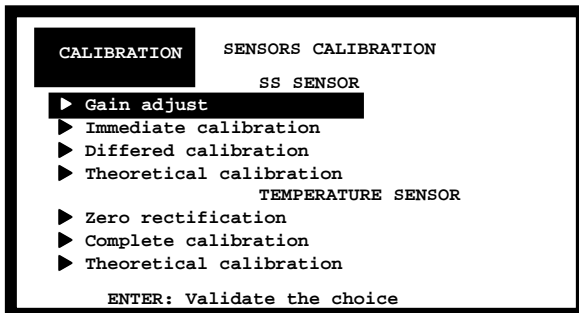 CALIBRATION SENSORS CALIBRATION
SS SENSOR
Gain adjust
Immediate calibration
Differed calibration
Theoretical calibration
TEMPERATURE SENSOR
Zero rectification
Complete calibration
Theoretical calibration
ENTER: Validate the choice